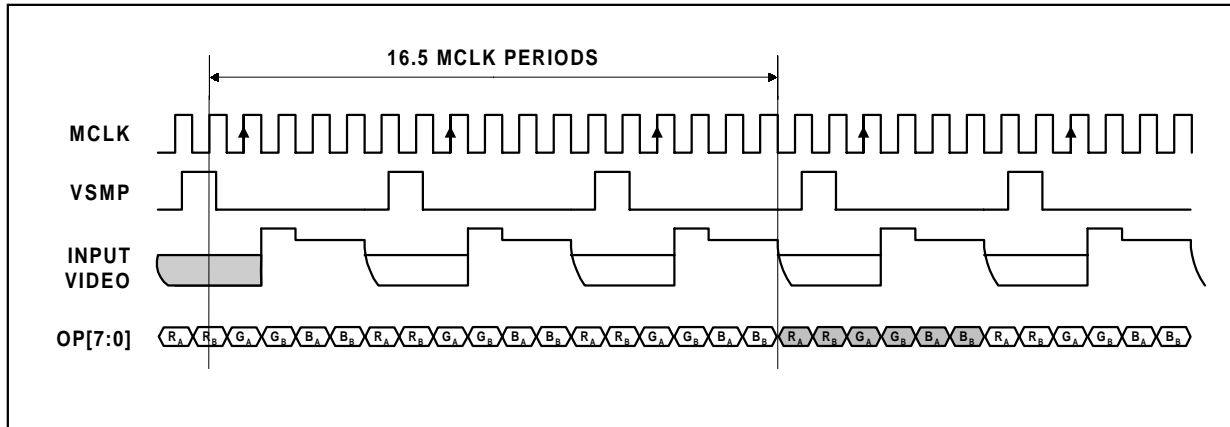 16.5 MCLK PERIODS
MCLK
VSMP
INPUT
VIDEO
OP[7:0] RA RB GA GB BA BB RA RB GA GB BA BB RA RB GA GB BA BB RA RB GA GB BA BB RA RB GA GB BA BB